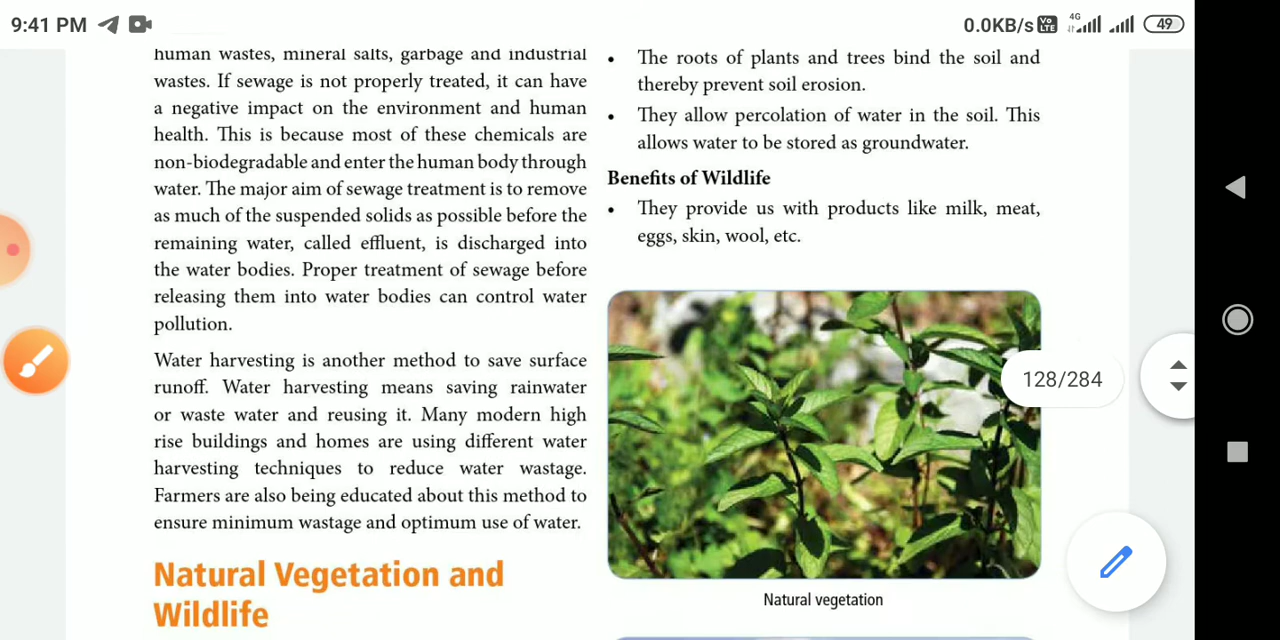 9:41 PM
0.0KB/s Vo LTE 4G 49
human wastes, mineral salts, garbage and industrial
wastes. If sewage is not properly treated, it can have
a negative impact on the environment and human
health. This is because most of these chemicals are
non-biodegradable and enter the human body through
water. The major aim of sewage treatment is to remove
as much of the suspended solids as possible before the
remaining water, called effluent, is discharged into
the water bodies. Proper treatment of sewage before
releasing them into water bodies can control water
pollution.
Water harvesting is another method to save surface
runoff. Water harvesting means saving rainwater
or waste water and reusing it. Many modern high
rise buildings and homes are using different water
harvesting techniques to reduce water wastage.
Farmers are also being educated about this method to
ensure minimum wastage and optimum use of water.
Natural Vegetation and
Wildlife
• The roots of plants and trees bind the soil and
thereby prevent soil erosion.
• They allow percolation of water in the soil. This
allows water to be stored as groundwater.
Benefits of Wildlife
• They provide us with products like milk, meat,
eggs, skin, wool, etc.
128/284
Natural vegetation